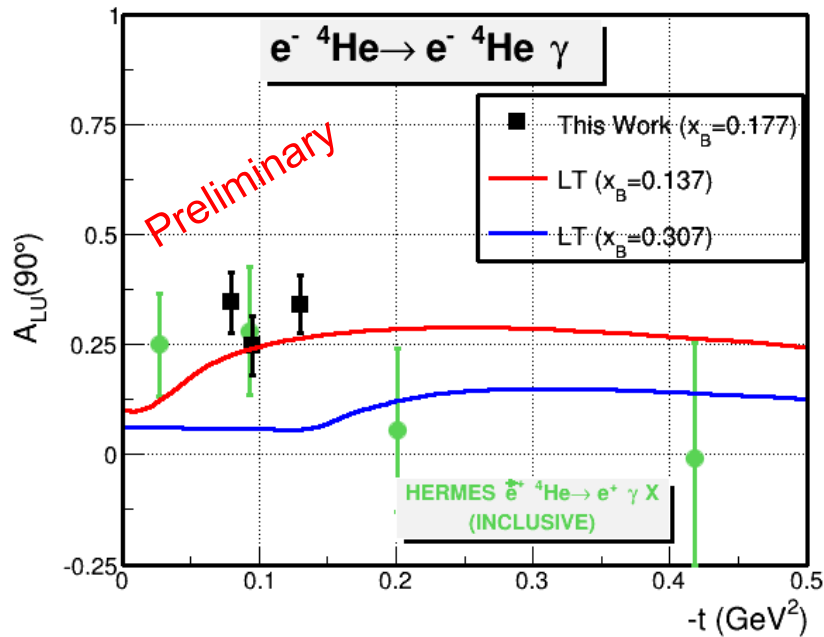 e⁻ ⁴He→ e⁻ ⁴He γ
Preliminary
This Work (x_B=0.177)
LT (x_B=0.137)
LT (x_B=0.307)
A_LU(90°)
1
0.75
0.5
0.25
0
-0.25
HERMES e⃗⁺ ⁴He→ e⁺ γ X
(INCLUSIVE)
0 0.1 0.2 0.3 0.4 0.5
-t (GeV²)